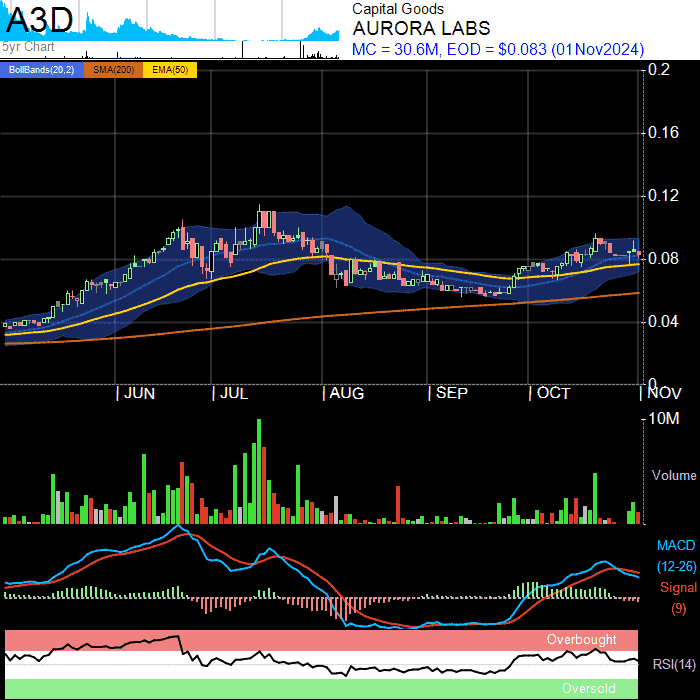 A3D
5yr Chart
Capital Goods
AURORA LABS
MC = 30.6M, EOD = $0.083 (01Nov2024)
BollBands(20,2) SMA(200) EMA(50)
0.2
0.16
0.12
0.08
0.04
0
JUN JUL AUG SEP OCT NOV
10M
Volume
MACD
(12-26)
Signal
(9)
Overbought
RSI(14)
Oversold